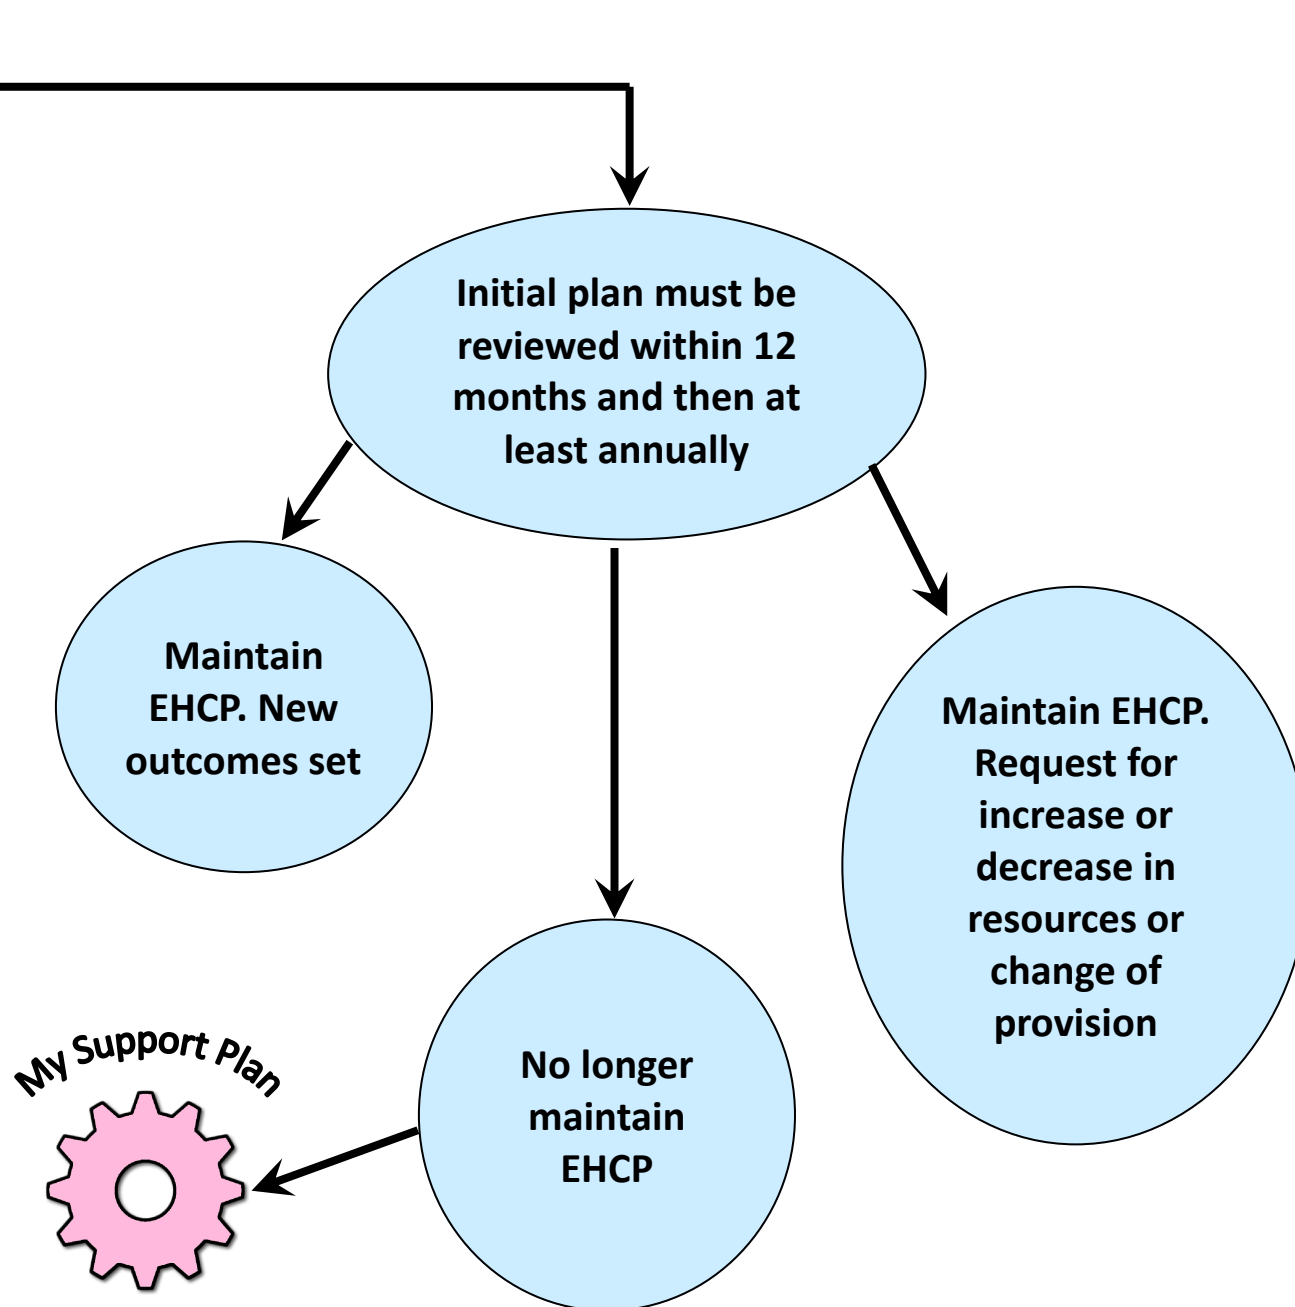 Initial plan must be
reviewed within 12
months and then at
least annually
Maintain
EHCP. New
outcomes set
Maintain EHCP.
Request for
increase or
decrease in
resources or
change of
provision
No longer
maintain
EHCP
My Support Plan